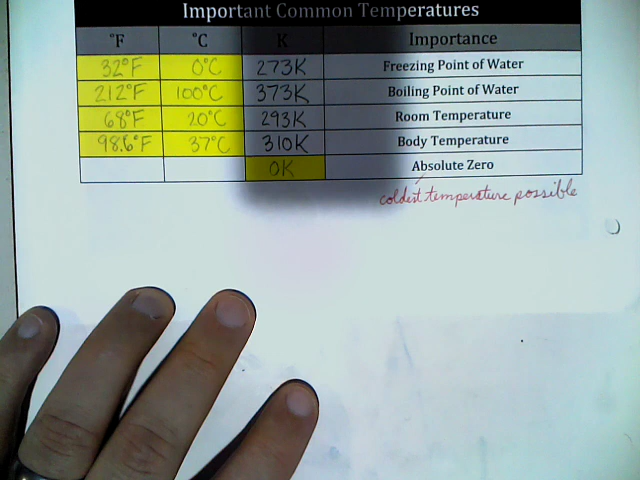 Important Common Temperatures
°F °C K Importance
32°F 0°C 273K Freezing Point of Water
212°F 100°C 373K Boiling Point of Water
68°F 20°C 293K Room Temperature
98.6°F 37°C 310K Body Temperature
0K Absolute Zero
coldest temperature possible